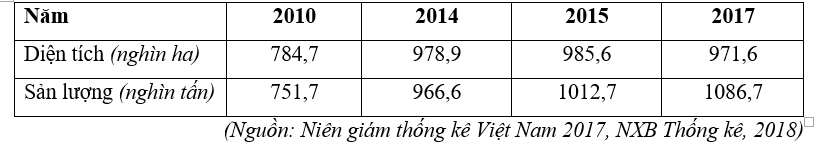 Năm 2010 2014 2015 2017
Diện tích (nghìn ha) 784,7 978,9 985,6 971,6
Sản lượng (nghìn tấn) 751,7 966,6 1012,7 1086,7
(Nguồn: Niên giám thống kê Việt Nam 2017, NXB Thống kê, 2018)